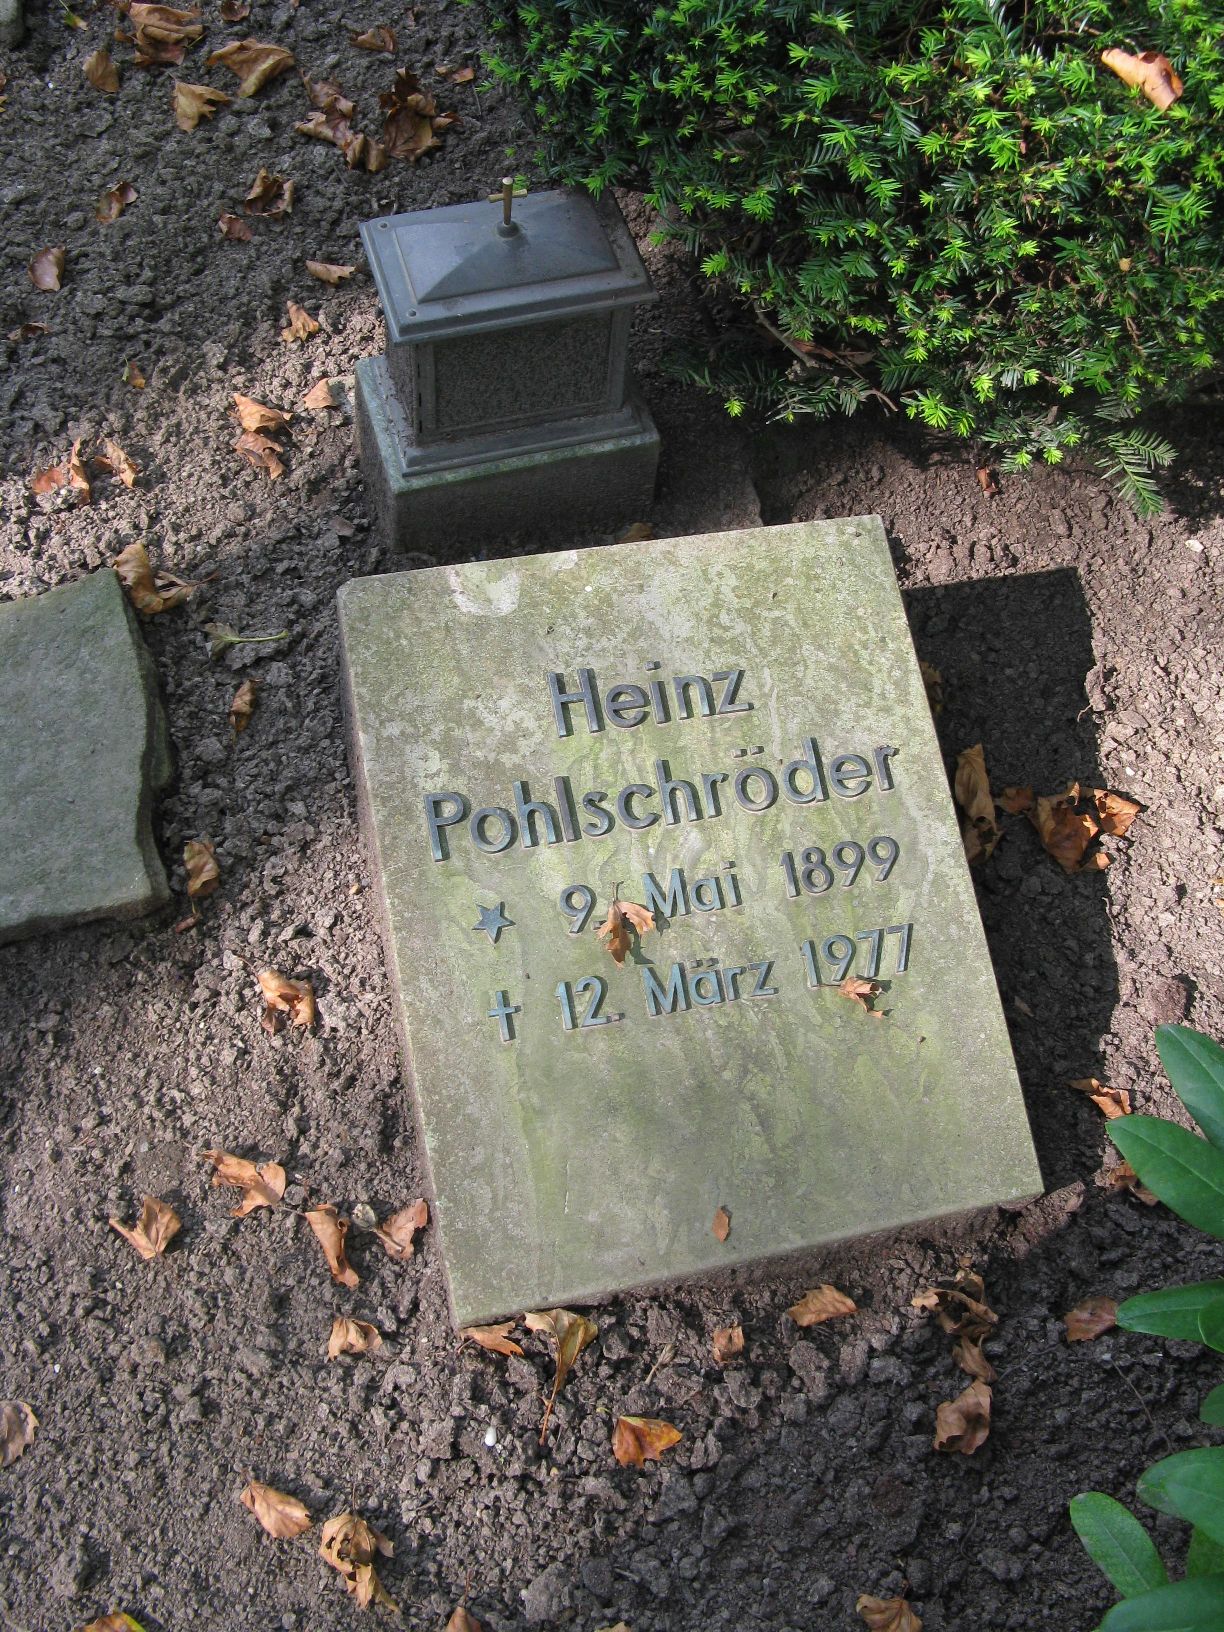 Heinz
Pohlschröder
★ 9. Mai 1899
✝ 12. März 1977